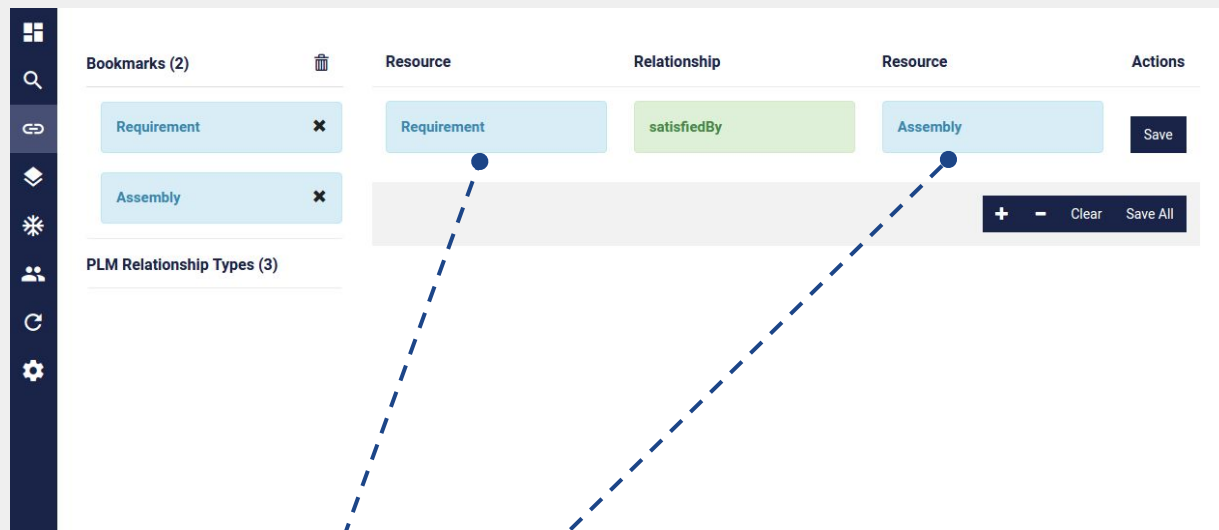 Bookmarks (2)
Requirement
Assembly
PLM Relationship Types (3)
Resource Relationship Resource Actions
Requirement satisfiedBy Assembly Save
Clear Save All